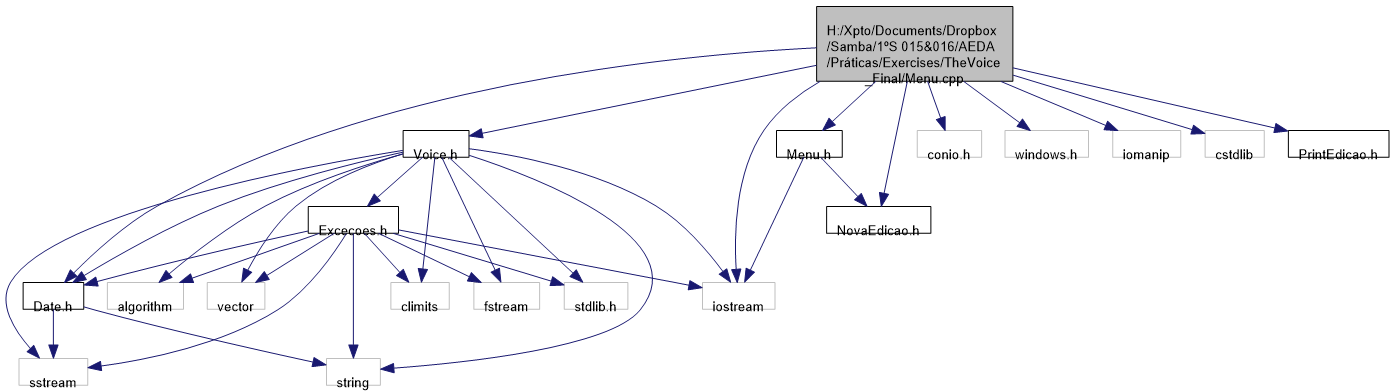 H:/Xpto/Documents/Dropbox
/Samba/1ºS 015&016/AEDA
/Práticas/Exercises/TheVoice
_Final/Menu.cpp
Voice.h
Menu.h
conio.h
windows.h
iomanip
cstdlib
PrintEdicao.h
Excecoes.h
NovaEdicao.h
Date.h
algorithm
vector
climits
fstream
stdlib.h
iostream
sstream
string